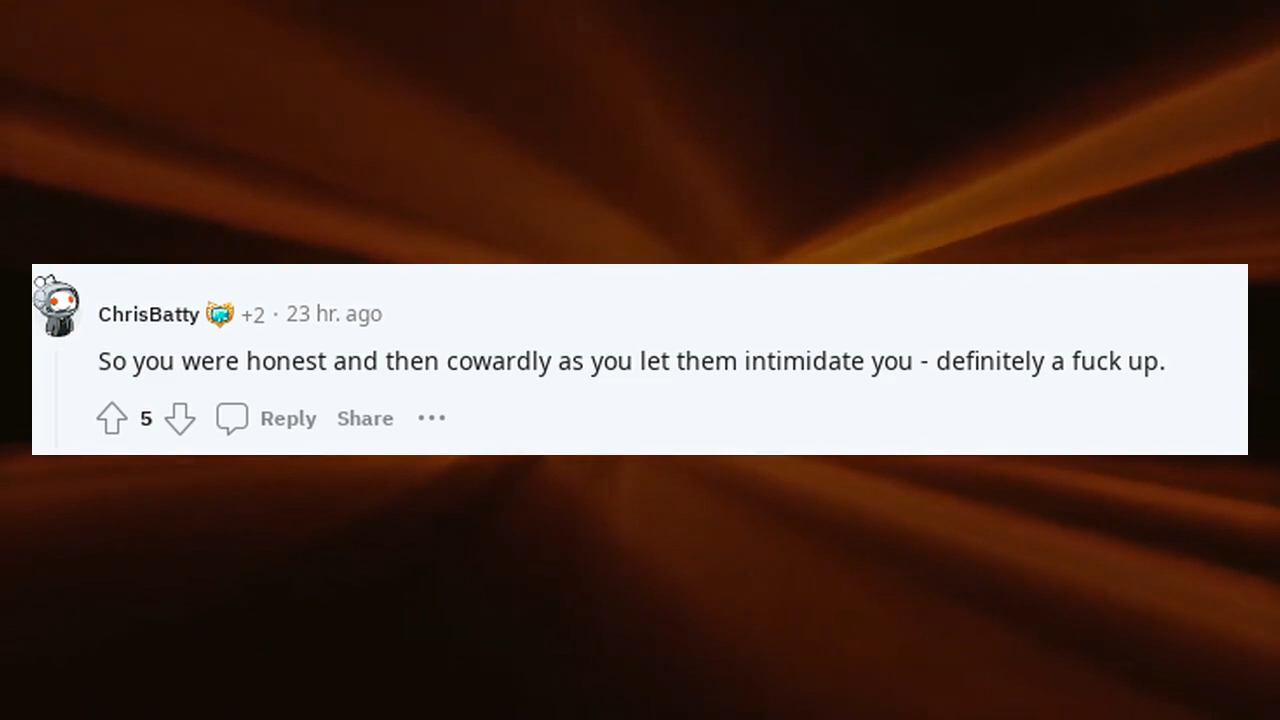 ChrisBatty +2 · 23 hr. ago
So you were honest and then cowardly as you let them intimidate you - definitely a fuck up.
5 Reply Share ···